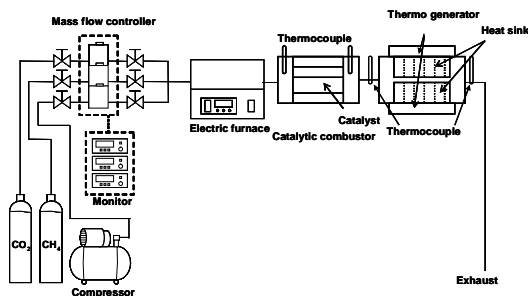 Mass flow controller
Thermo generator
Thermocouple
Heat sink
Electric furnace
Catalyst
Catalytic combustor
Thermocouple
Monitor
CO2
CH4
Compressor
Exhaust